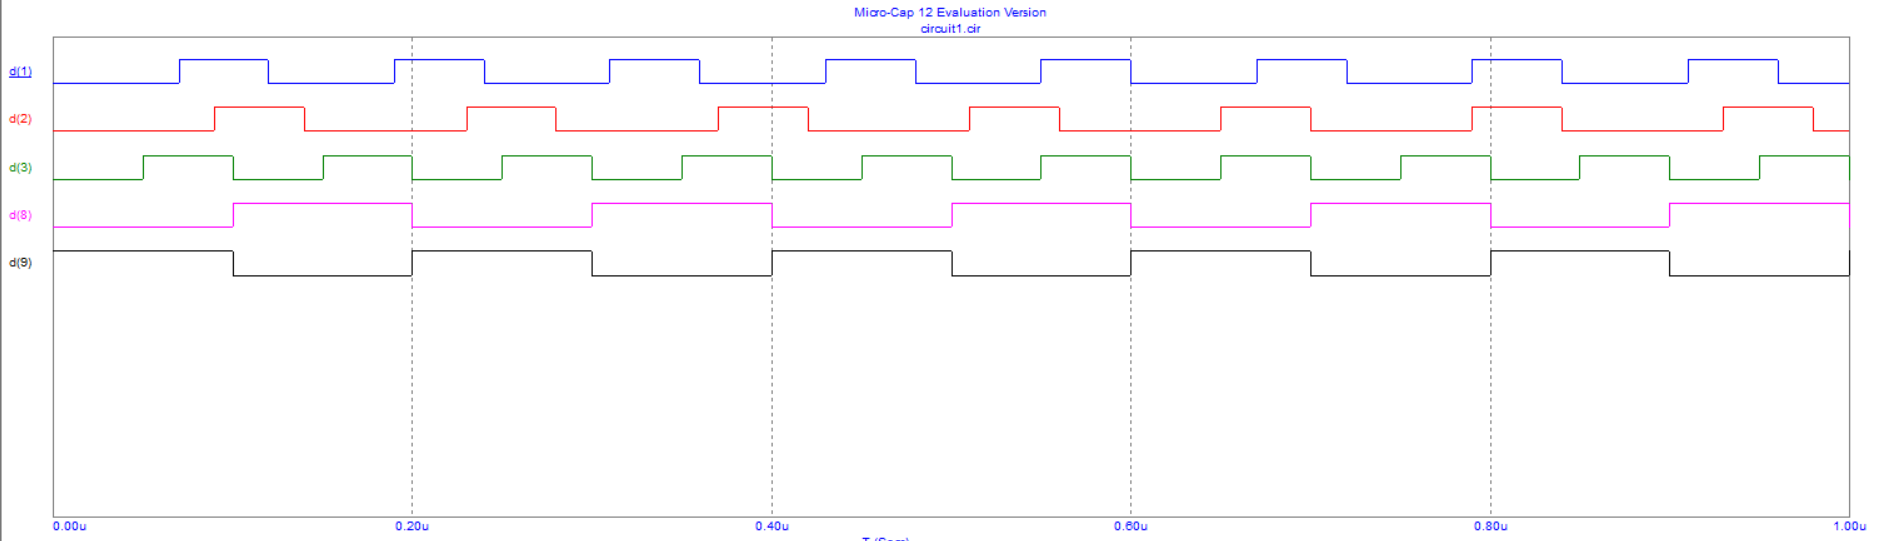 Micro-Cap 12 Evaluation Version
circuit1.cir
d(1)
d(2)
d(3)
d(8)
d(9)
0.00u 0.20u 0.40u 0.60u 0.80u 1.00u
T (Secs)